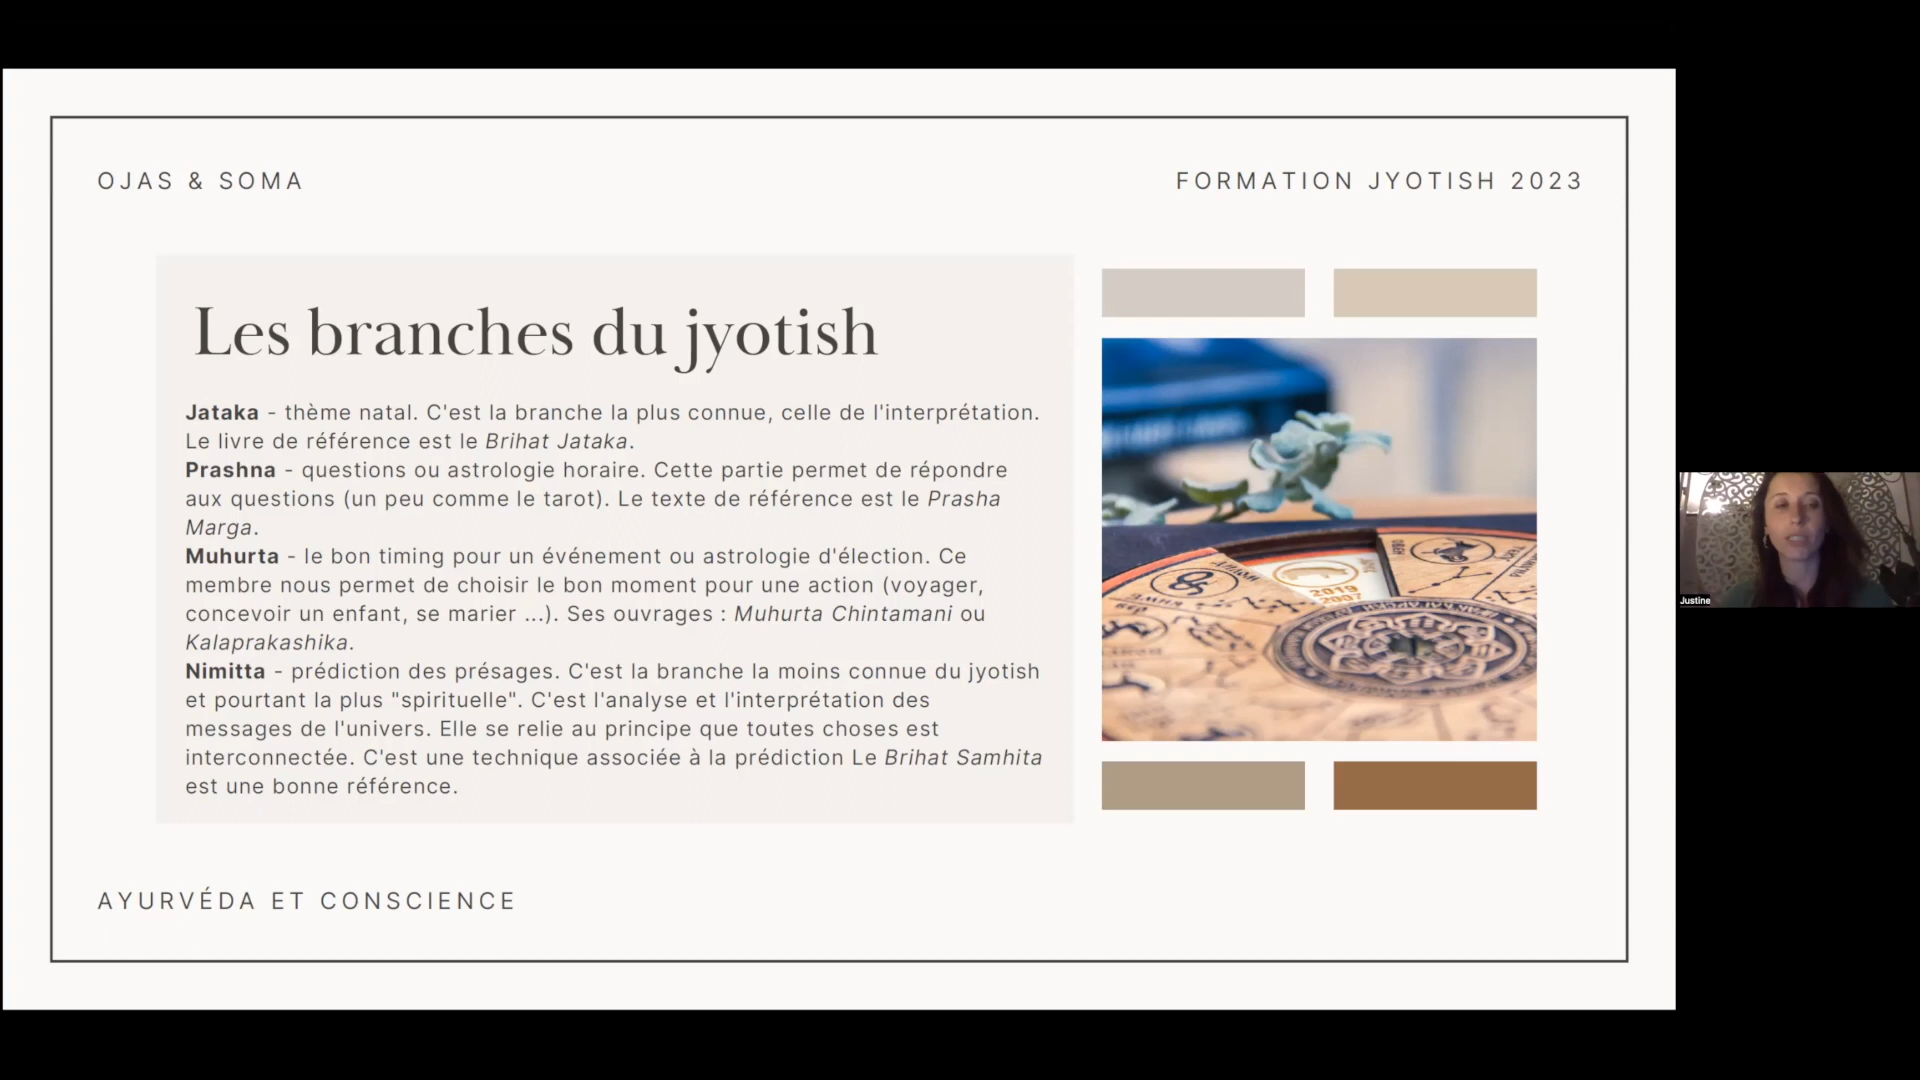 OJAS & SOMA
FORMATION JYOTISH 2023
Les branches du jyotish
Jataka - thème natal. C'est la branche la plus connue, celle de l'interprétation.
Le livre de référence est le Brihat Jataka.
Prashna - questions ou astrologie horaire. Cette partie permet de répondre
aux questions (un peu comme le tarot). Le texte de référence est le Prasha
Marga.
Muhurta - le bon timing pour un événement ou astrologie d'élection. Ce
membre nous permet de choisir le bon moment pour une action (voyager,
concevoir un enfant, se marier ...). Ses ouvrages : Muhurta Chintamani ou
Kalaprakashika.
Nimitta - prédiction des présages. C'est la branche la moins connue du jyotish
et pourtant la plus "spirituelle". C'est l'analyse et l'interprétation des
messages de l'univers. Elle se relie au principe que toutes choses est
interconnectée. C'est une technique associée à la prédiction Le Brihat Samhita
est une bonne référence.
2019
2007
Justine
AYURVÉDA ET CONSCIENCE